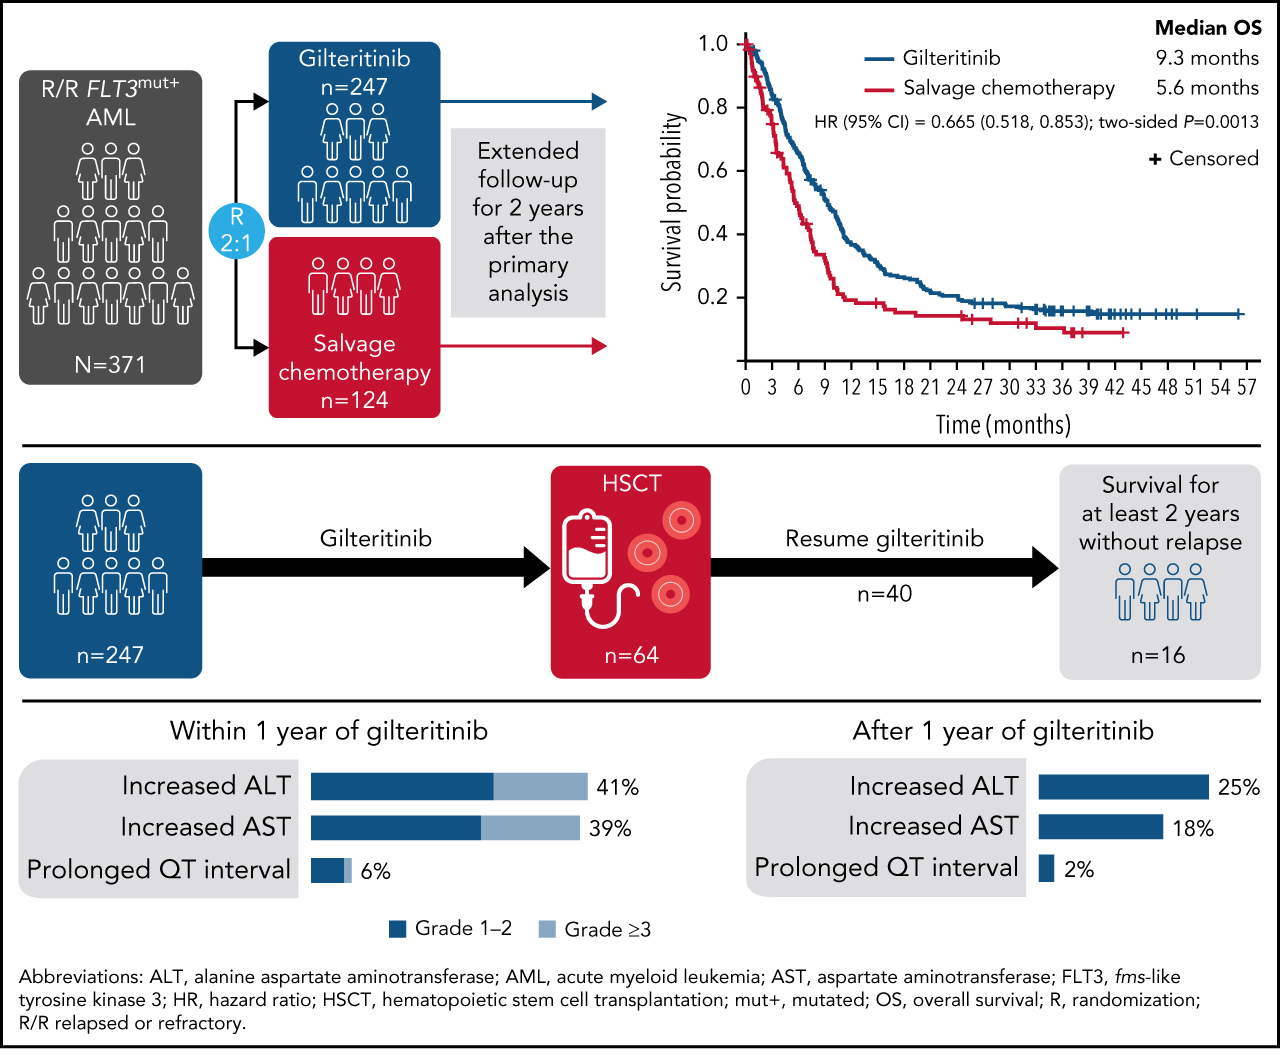 R/R FLT3mut+
AML
N=371
R
2:1
Gilteritinib
n=247
Salvage
chemotherapy
n=124
Extended
follow-up
for 2 years
after the
primary
analysis
Median OS
Gilteritinib 9.3 months
Salvage chemotherapy 5.6 months
HR (95% CI) = 0.665 (0.518, 0.853); two-sided P=0.0013
+ Censored
Survival probability
1.0
0.8
0.6
0.4
0.2
0 3 6 9 12 15 18 21 24 27 30 33 36 39 42 45 48 51 54 57
Time (months)
n=247
Gilteritinib
HSCT
n=64
Resume gilteritinib
n=40
Survival for
at least 2 years
without relapse
n=16
Within 1 year of gilteritinib
Increased ALT 41%
Increased AST 39%
Prolonged QT interval 6%
After 1 year of gilteritinib
Increased ALT 25%
Increased AST 18%
Prolonged QT interval 2%
Grade 1–2 Grade ≥3
Abbreviations: ALT, alanine aspartate aminotransferase; AML, acute myeloid leukemia; AST, aspartate aminotransferase; FLT3, fms-like
tyrosine kinase 3; HR, hazard ratio; HSCT, hematopoietic stem cell transplantation; mut+, mutated; OS, overall survival; R, randomization;
R/R relapsed or refractory.